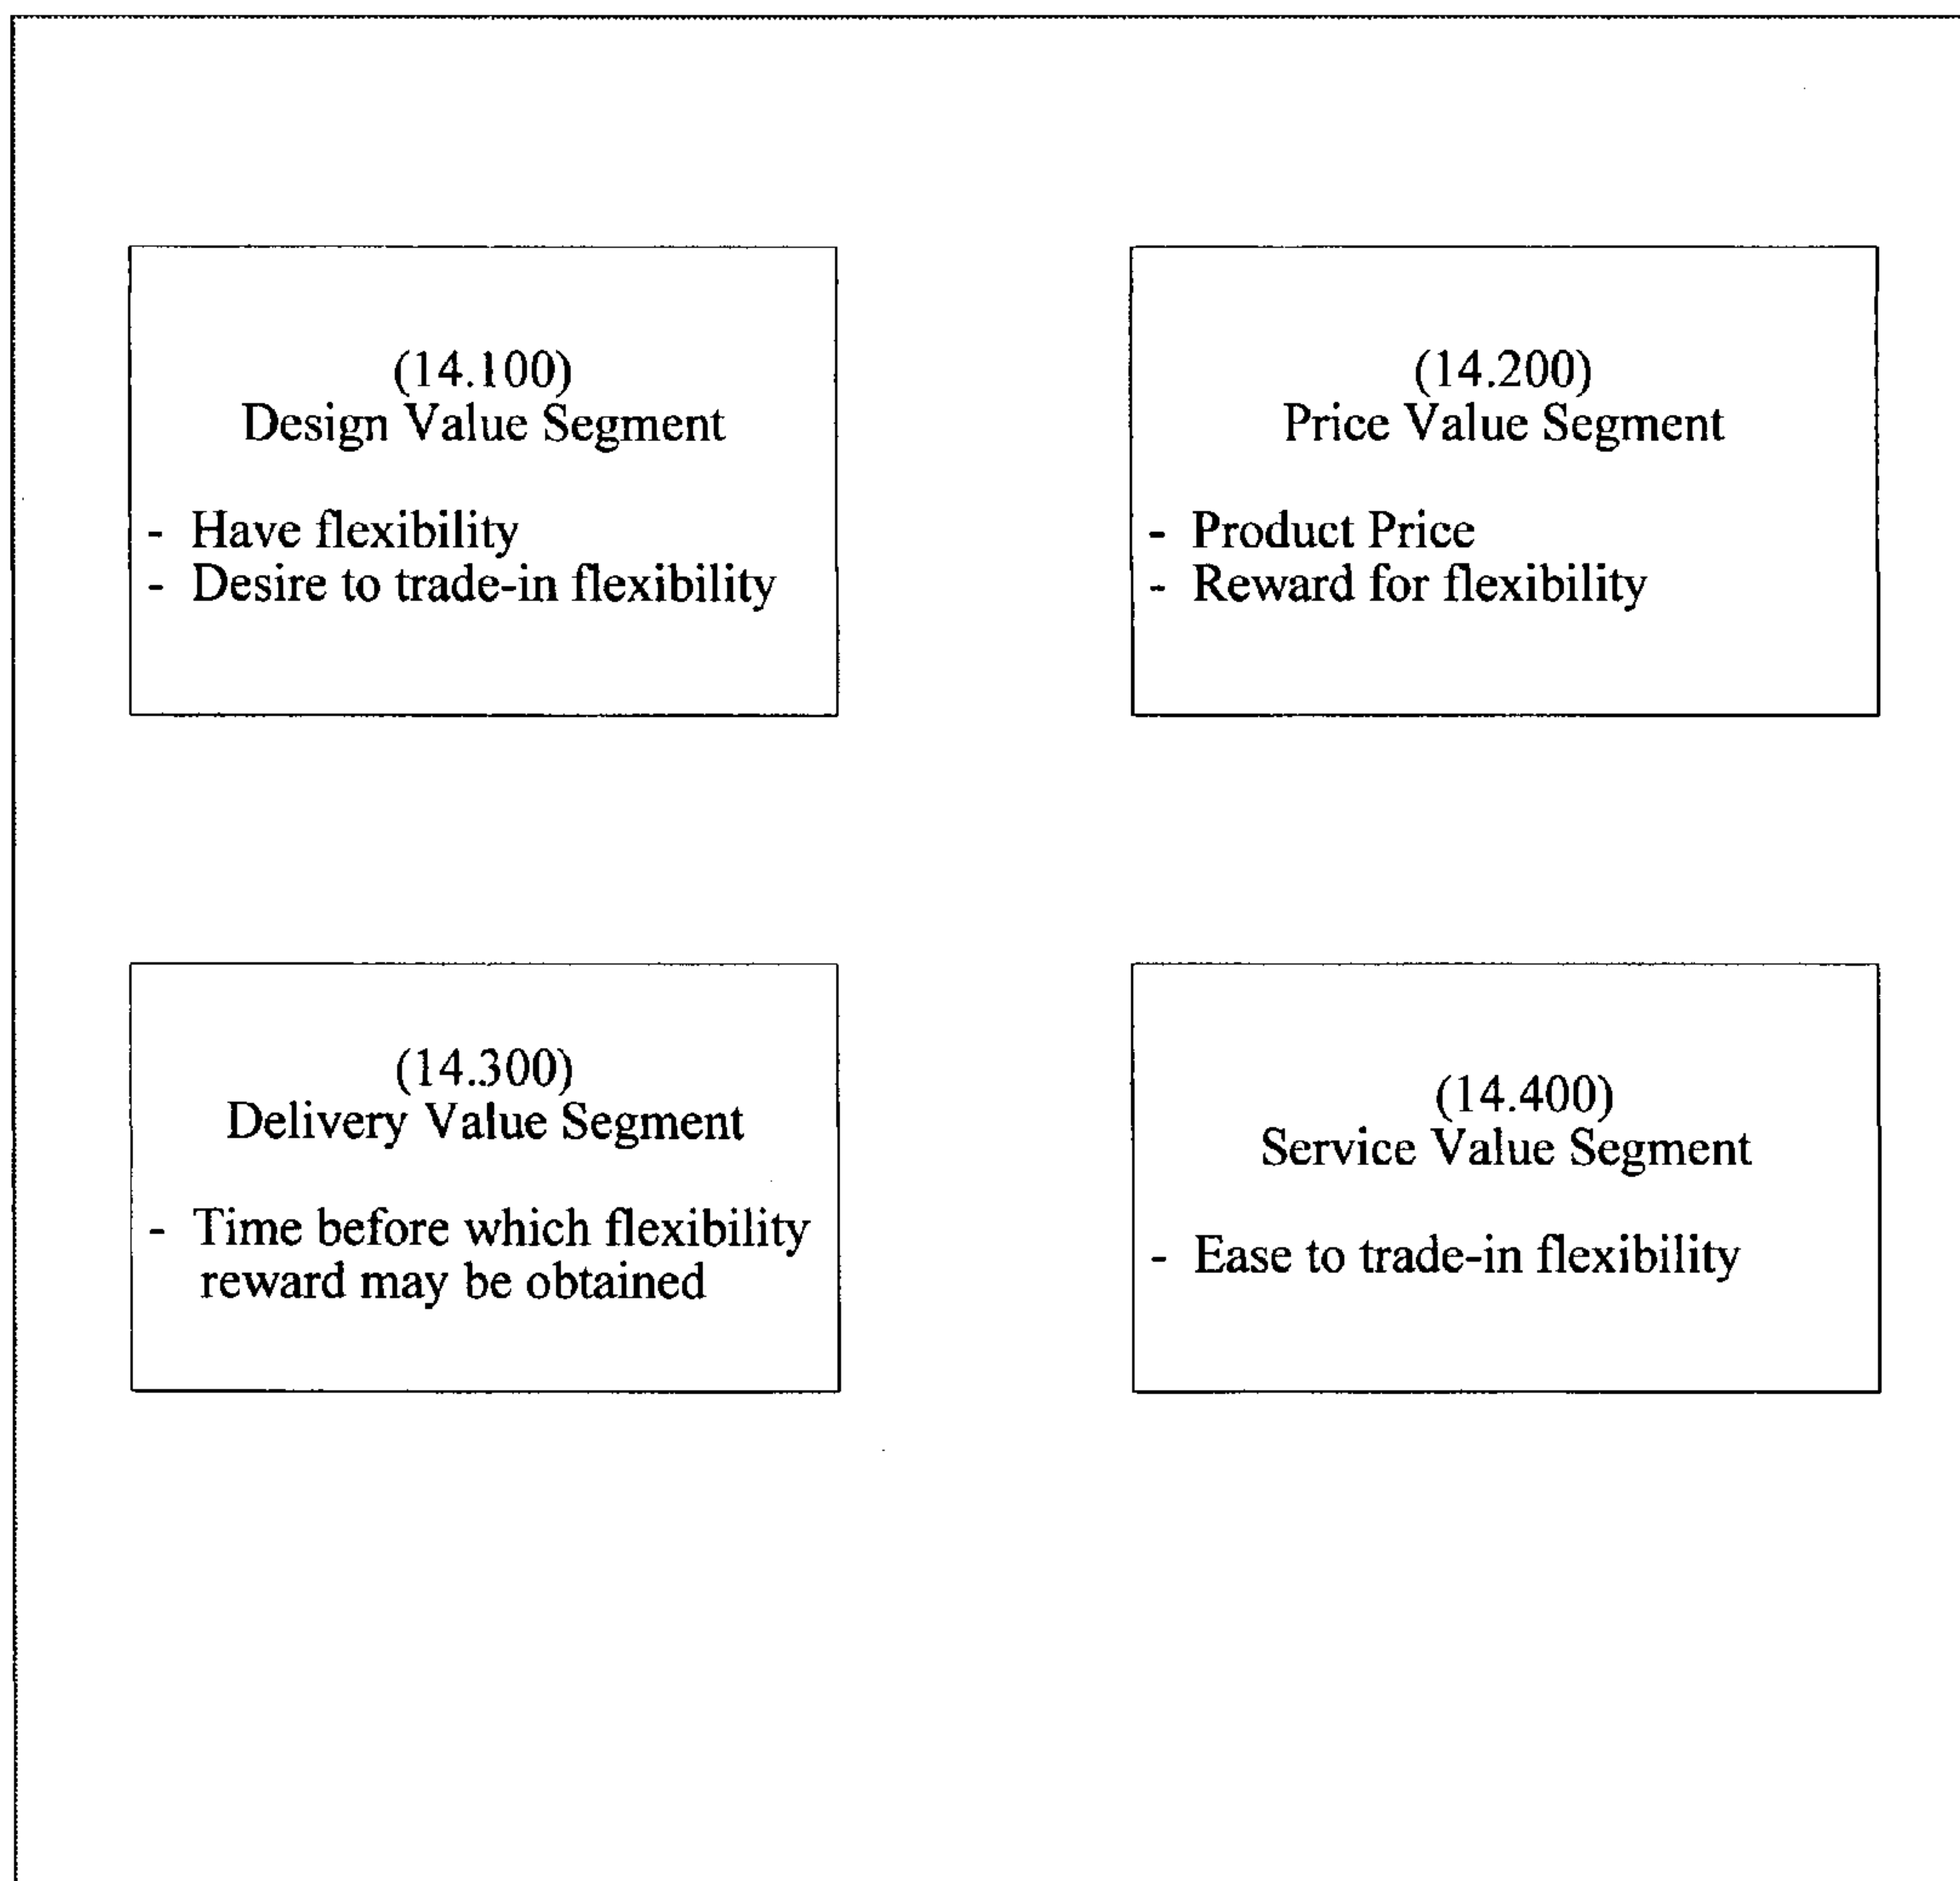 (14.100)
Design Value Segment
- Have flexibility
- Desire to trade-in flexibility
(14.200)
Price Value Segment
- Product Price
- Reward for flexibility
(14.300)
Delivery Value Segment
- Time before which flexibility
reward may be obtained
(14.400)
Service Value Segment
- Ease to trade-in flexibility